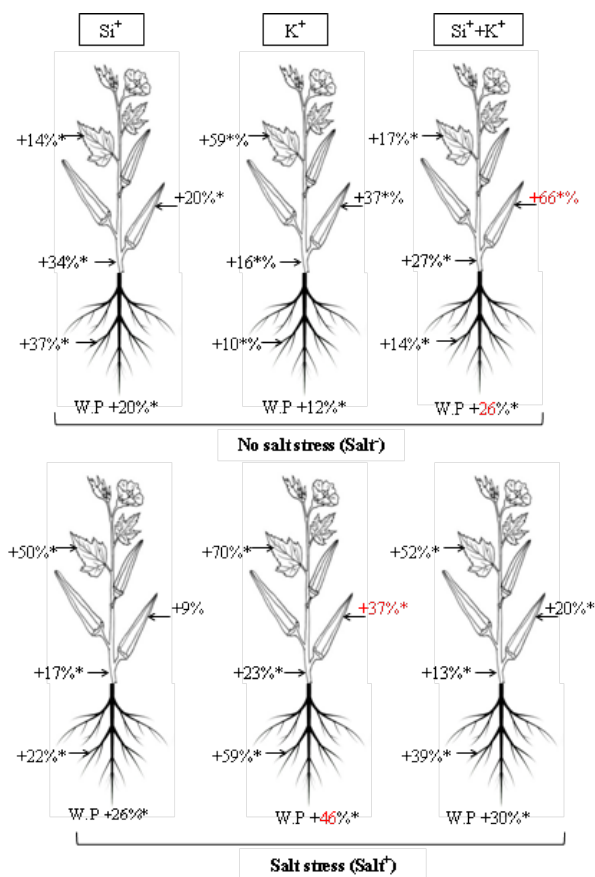 Si⁺ K⁺ Si⁺+K⁺
+14%* +59*% +17%*
+20%* +37*% +66*%
+34%* +16*% +27%*
+37%* +10*% +14%*
W.P +20%* W.P +12%* W.P +26%*
No salt stress (Salt⁻)
+50%* +70%* +52%*
+9% +37%* +20%*
+17%* +23%* +13%*
+22%* +59%* +39%*
W.P +26%* W.P +46%* W.P +30%*
Salt stress (Salt⁺)